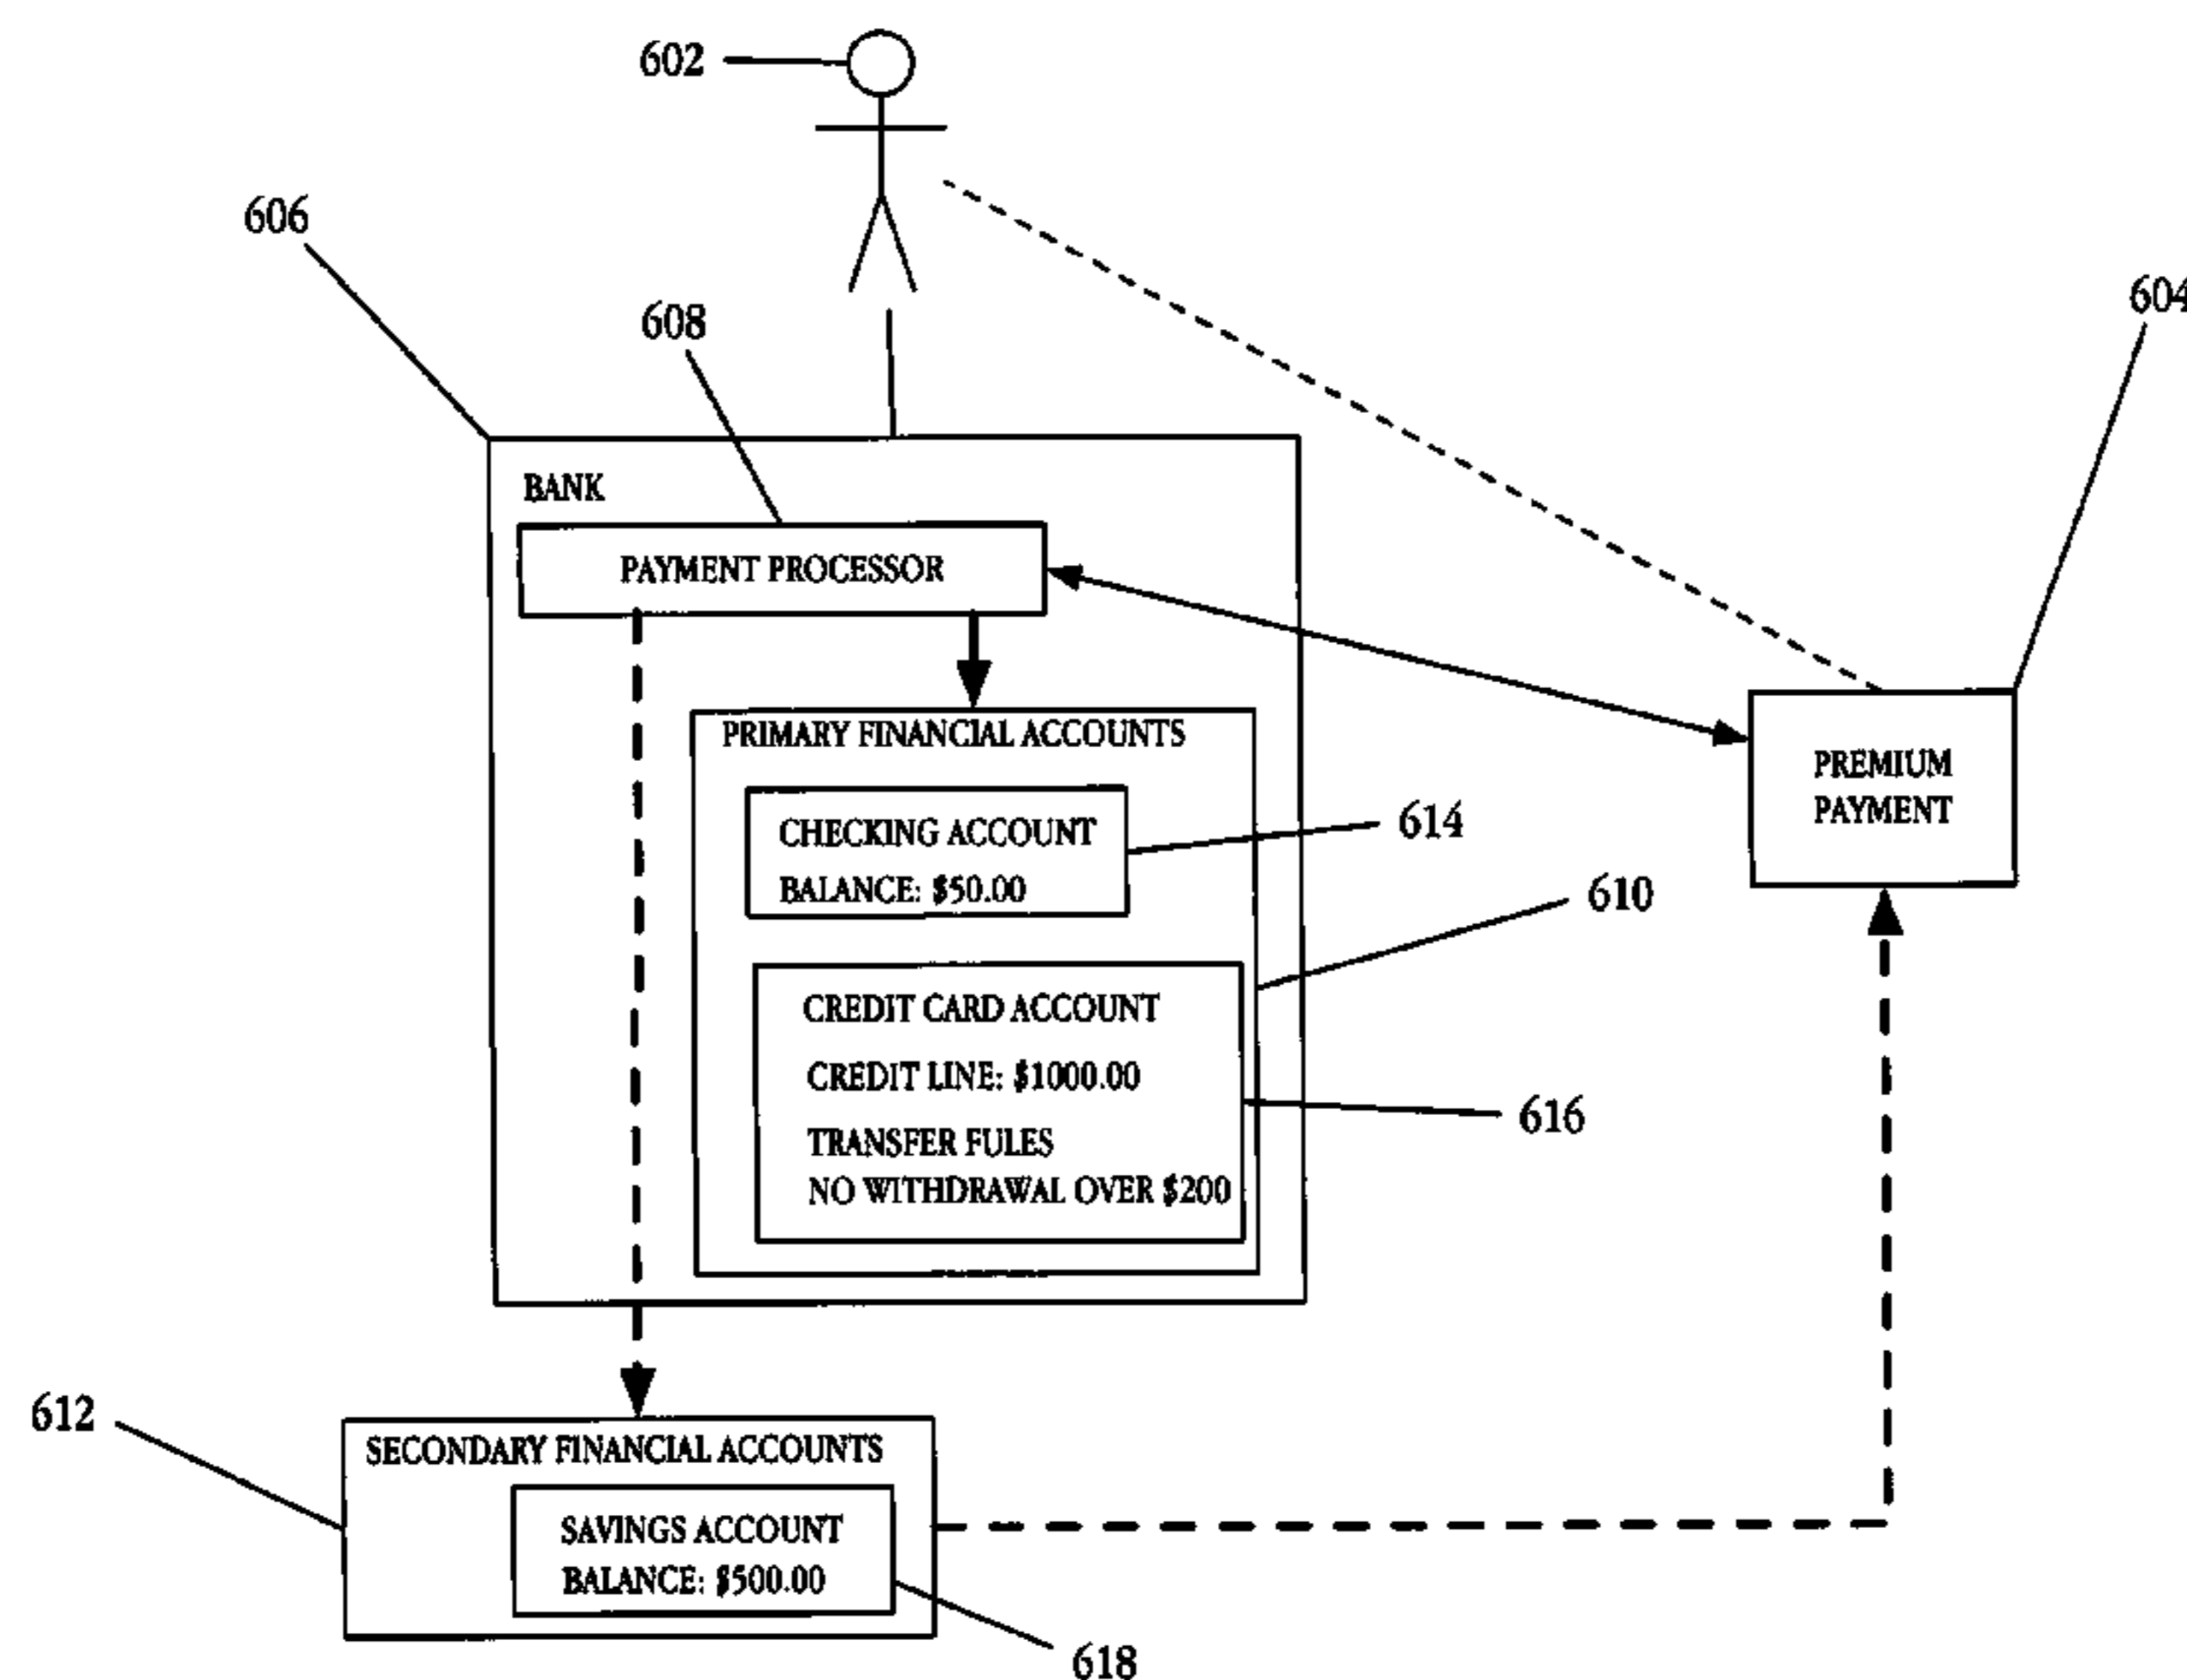 602
606
608
604
BANK
PAYMENT PROCESSOR
PRIMARY FINANCIAL ACCOUNTS
CHECKING ACCOUNT
BALANCE: $50.00
614
PREMIUM
PAYMENT
610
CREDIT CARD ACCOUNT
CREDIT LINE: $1000.00
TRANSFER FULES
NO WITHDRAWAL OVER $200
616
612
SECONDARY FINANCIAL ACCOUNTS
SAVINGS ACCOUNT
BALANCE: $500.00
618